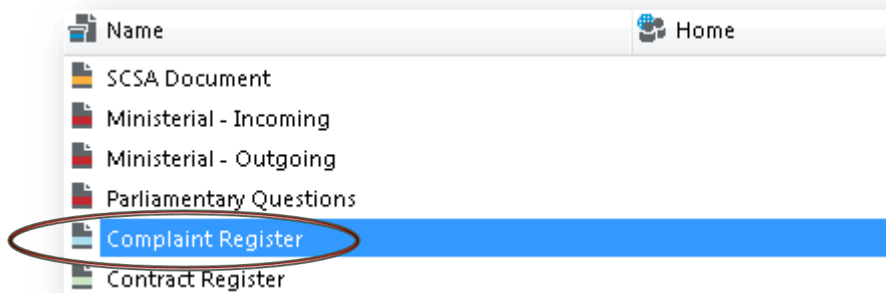 Name Home
SCSA Document
Ministerial - Incoming
Ministerial - Outgoing
Parliamentary Questions
Complaint Register
Contract Register